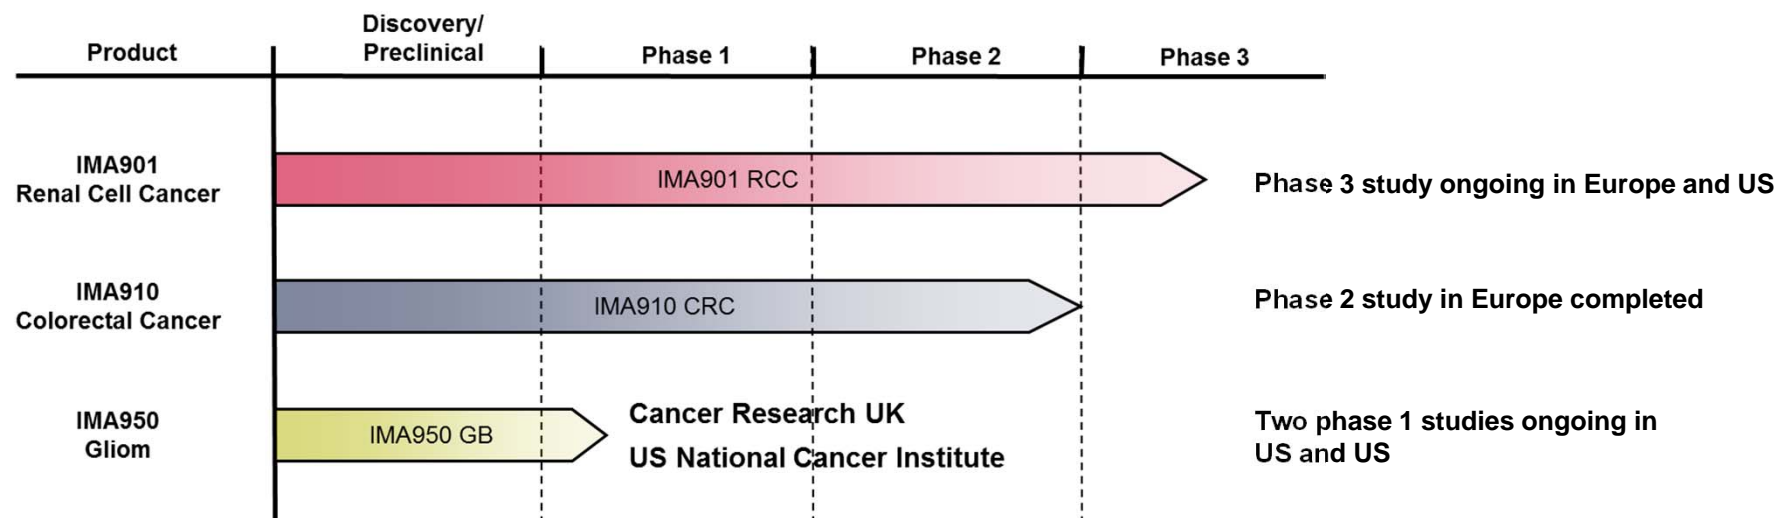 Product
Discovery/
Preclinical
Phase 1
Phase 2
Phase 3
IMA901
Renal Cell Cancer
IMA901 RCC
Phase 3 study ongoing in Europe and US
IMA910
Colorectal Cancer
IMA910 CRC
Phase 2 study in Europe completed
IMA950
Gliom
IMA950 GB
Cancer Research UK
US National Cancer Institute
Two phase 1 studies ongoing in
US and US